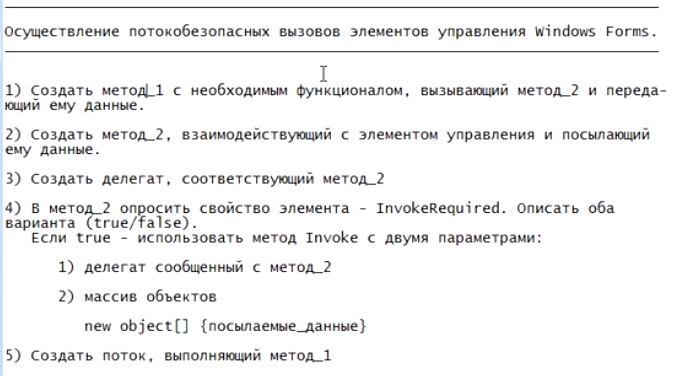 Осуществление потокобезопасных вызовов элементов управления Windows Forms.
1) Создать метод_1 с необходимым функционалом, вызывающий метод_2 и переда-
ющий ему данные.
2) Создать метод_2, взаимодействующий с элементом управления и посылающий
ему данные.
3) Создать делегат, соответствующий метод_2
4) В метод_2 опросить свойство элемента - InvokeRequired. Описать оба
варианта (true/false).
Если true - использовать метод Invoke с двумя параметрами:
1) делегат сообщенный с метод_2
2) массив объектов
new object[] {посылаемые_данные}
5) Создать поток, выполняющий метод_1